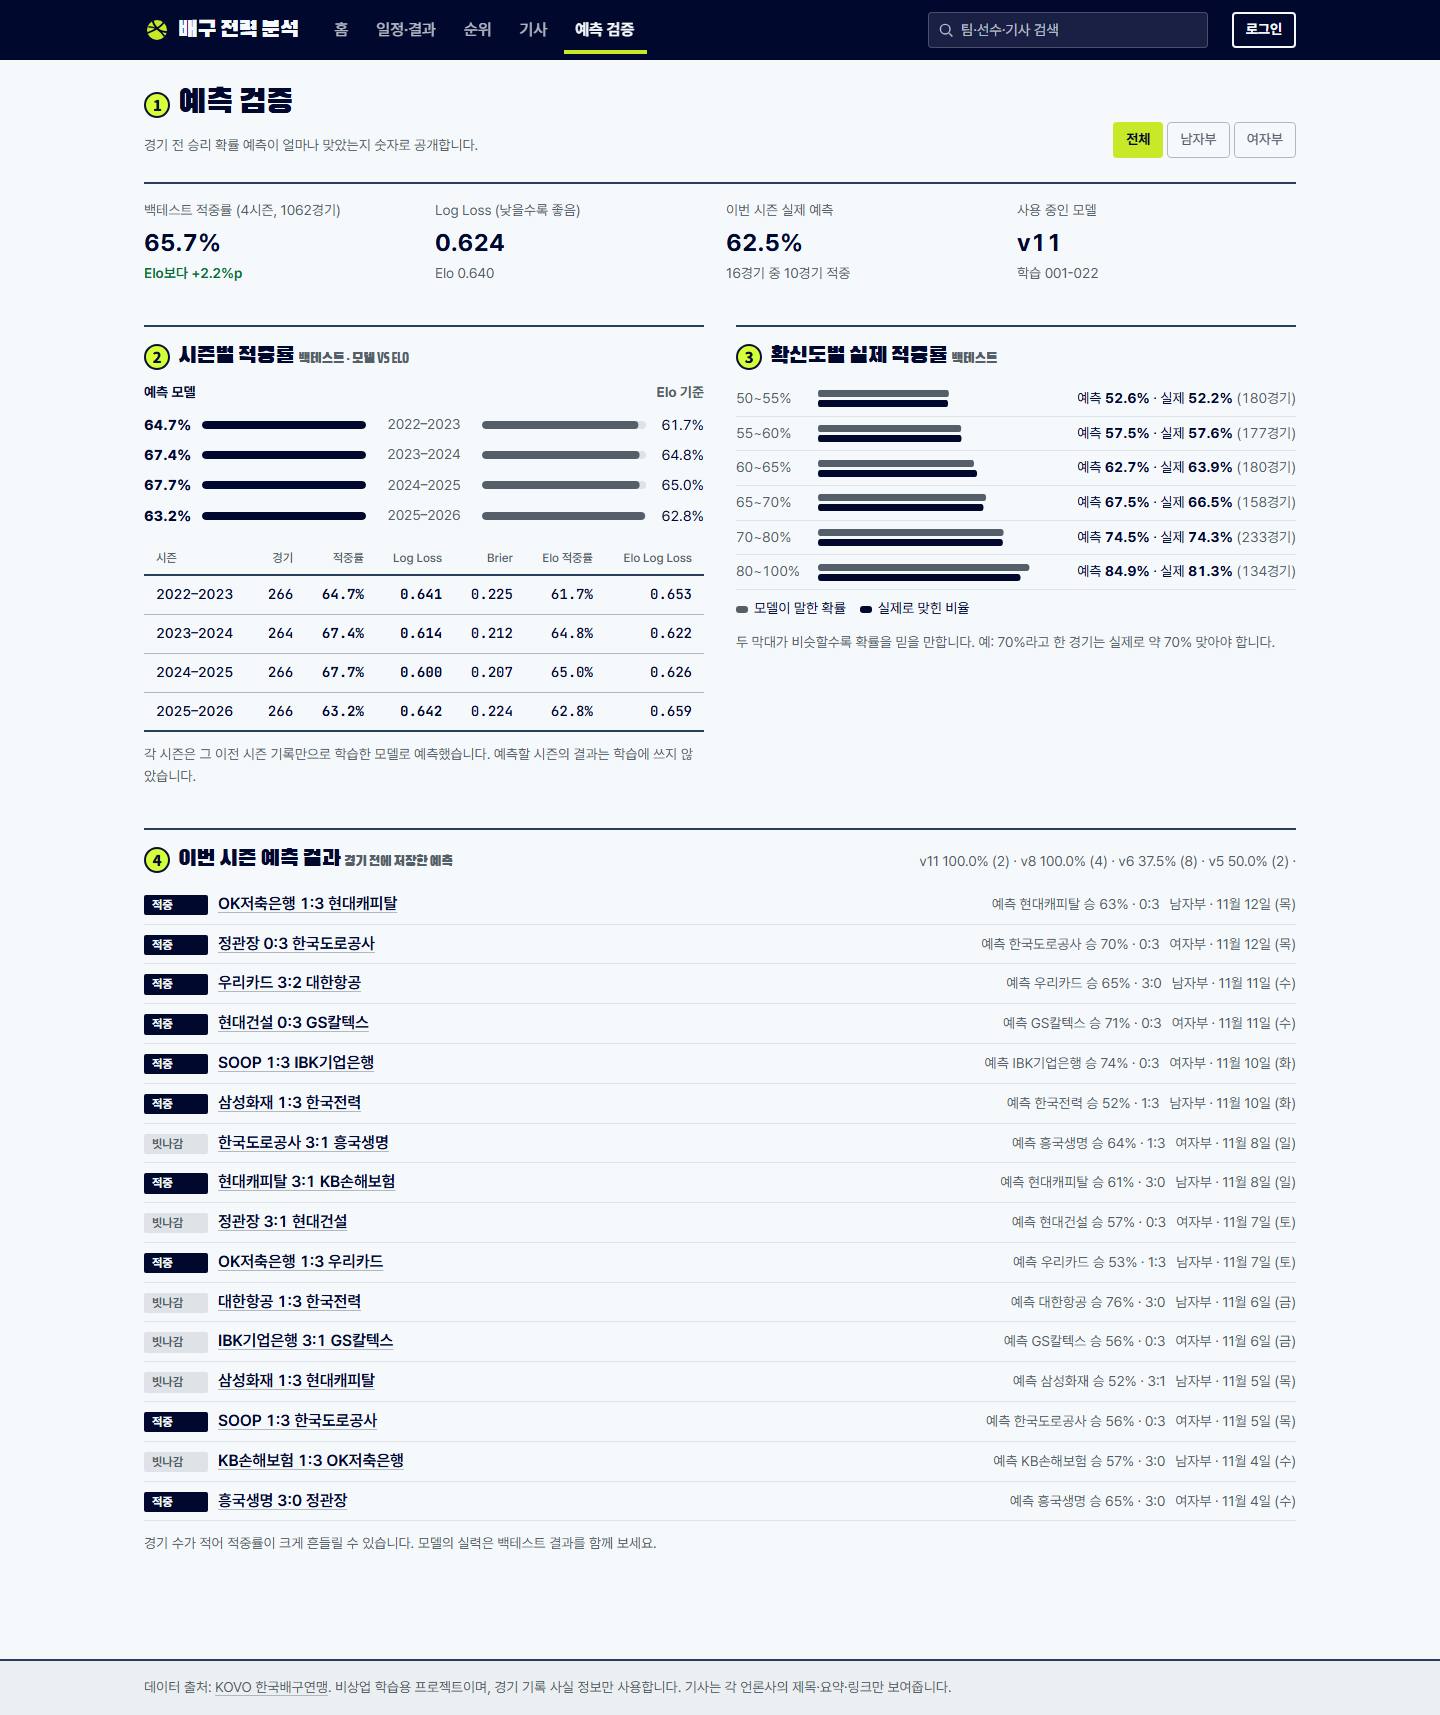 배구 전력 분석 홈 일정·결과 순위 기사 예측 검증 팀·선수·기사 검색 로그인
1 예측 검증
경기 전 승리 확률 예측이 얼마나 맞았는지 숫자로 공개합니다.
전체 남자부 여자부
백테스트 적중률 (4시즌, 1062경기)
65.7%
Elo보다 +2.2%p
Log Loss (낮을수록 좋음)
0.624
Elo 0.640
이번 시즌 실제 예측
62.5%
16경기 중 10경기 적중
사용 중인 모델
v11
학습 001-022
2 시즌별 적중률 백테스트 · 모델 VS ELO
예측 모델 Elo 기준
64.7% 2022–2023 61.7%
67.4% 2023–2024 64.8%
67.7% 2024–2025 65.0%
63.2% 2025–2026 62.8%
시즌 경기 적중률 Log Loss Brier Elo 적중률 Elo Log Loss
2022–2023 266 64.7% 0.641 0.225 61.7% 0.653
2023–2024 264 67.4% 0.614 0.212 64.8% 0.622
2024–2025 266 67.7% 0.600 0.207 65.0% 0.626
2025–2026 266 63.2% 0.642 0.224 62.8% 0.659
각 시즌은 그 이전 시즌 기록만으로 학습한 모델로 예측했습니다. 예측할 시즌의 결과는 학습에 쓰지 않
았습니다.
3 확신도별 실제 적중률 백테스트
50~55% 예측 52.6% · 실제 52.2% (180경기)
55~60% 예측 57.5% · 실제 57.6% (177경기)
60~65% 예측 62.7% · 실제 63.9% (180경기)
65~70% 예측 67.5% · 실제 66.5% (158경기)
70~80% 예측 74.5% · 실제 74.3% (233경기)
80~100% 예측 84.9% · 실제 81.3% (134경기)
모델이 말한 확률 실제로 맞힌 비율
두 막대가 비슷할수록 확률을 믿을 만합니다. 예: 70%라고 한 경기는 실제로 약 70% 맞아야 합니다.
4 이번 시즌 예측 결과 경기 전에 저장한 예측 v11 100.0% (2) · v8 100.0% (4) · v6 37.5% (8) · v5 50.0% (2) ·
적중 OK저축은행 1:3 현대캐피탈 예측 현대캐피탈 승 63% · 0:3 남자부 · 11월 12일 (목)
적중 정관장 0:3 한국도로공사 예측 한국도로공사 승 70% · 0:3 여자부 · 11월 12일 (목)
적중 우리카드 3:2 대한항공 예측 우리카드 승 65% · 3:0 남자부 · 11월 11일 (수)
적중 현대건설 0:3 GS칼텍스 예측 GS칼텍스 승 71% · 0:3 여자부 · 11월 11일 (수)
적중 SOOP 1:3 IBK기업은행 예측 IBK기업은행 승 74% · 0:3 여자부 · 11월 10일 (화)
적중 삼성화재 1:3 한국전력 예측 한국전력 승 52% · 1:3 남자부 · 11월 10일 (화)
빗나감 한국도로공사 3:1 흥국생명 예측 흥국생명 승 64% · 1:3 여자부 · 11월 8일 (일)
적중 현대캐피탈 3:1 KB손해보험 예측 현대캐피탈 승 61% · 3:0 남자부 · 11월 8일 (일)
빗나감 정관장 3:1 현대건설 예측 현대건설 승 57% · 0:3 여자부 · 11월 7일 (토)
적중 OK저축은행 1:3 우리카드 예측 우리카드 승 53% · 1:3 남자부 · 11월 7일 (토)
빗나감 대한항공 1:3 한국전력 예측 대한항공 승 76% · 3:0 남자부 · 11월 6일 (금)
빗나감 IBK기업은행 3:1 GS칼텍스 예측 GS칼텍스 승 56% · 0:3 여자부 · 11월 6일 (금)
빗나감 삼성화재 1:3 현대캐피탈 예측 삼성화재 승 52% · 3:1 남자부 · 11월 5일 (목)
적중 SOOP 1:3 한국도로공사 예측 한국도로공사 승 56% · 0:3 여자부 · 11월 5일 (목)
빗나감 KB손해보험 1:3 OK저축은행 예측 KB손해보험 승 57% · 3:0 남자부 · 11월 4일 (수)
적중 흥국생명 3:0 정관장 예측 흥국생명 승 65% · 3:0 여자부 · 11월 4일 (수)
경기 수가 적어 적중률이 크게 흔들릴 수 있습니다. 모델의 실력은 백테스트 결과를 함께 보세요.
데이터 출처: KOVO 한국배구연맹. 비상업 학습용 프로젝트이며, 경기 기록 사실 정보만 사용합니다. 기사는 각 언론사의 제목·요약·링크만 보여줍니다.